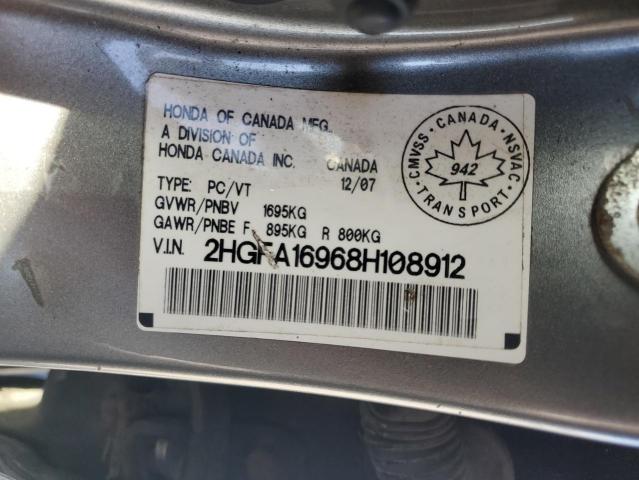 HONDA OF CANADA MFG.
A DIVISION OF
HONDA CANADA INC. CANADA
TYPE: PC/VT 12/07
GVWR/PNBV 1695KG
GAWR/PNBE F 895KG R 800KG
V.I.N. 2HGFA16968H108912
CMVSS • CANADA • NSVAC
942
TRANSPORT